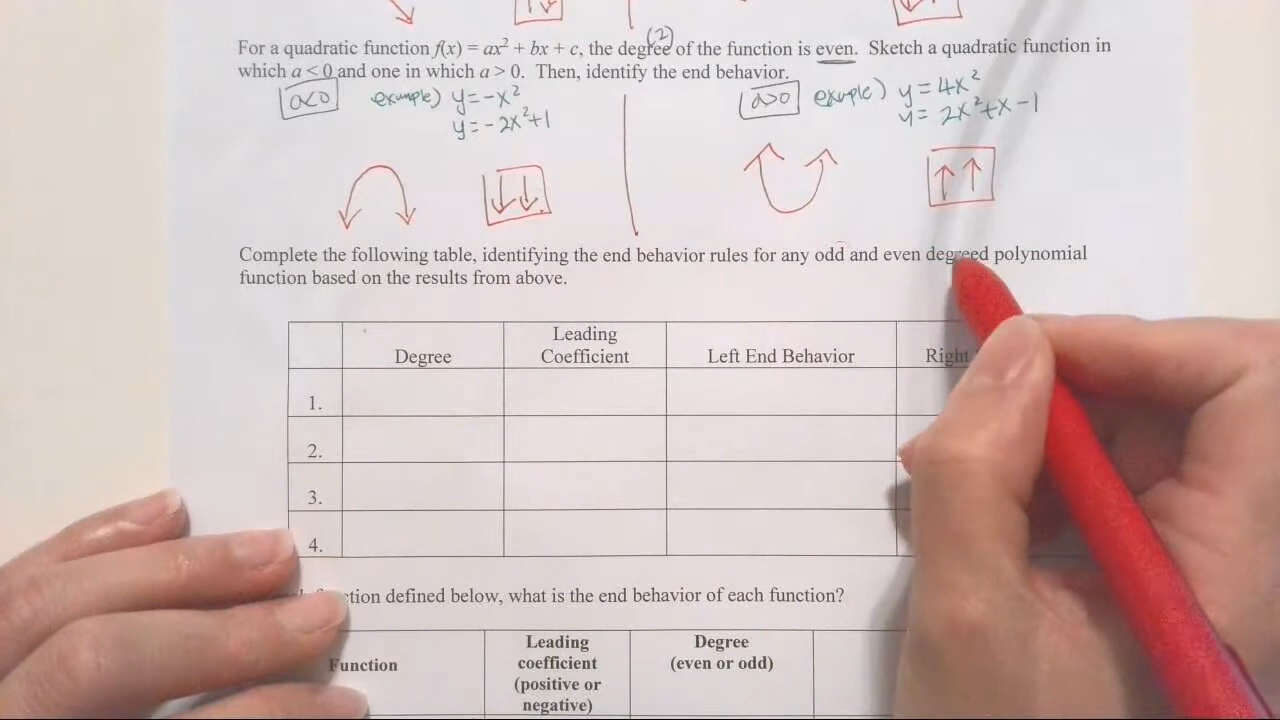 For a quadratic function f(x) = ax² + bx + c, the degree of the function is even. Sketch a quadratic function in
(2)
which a < 0 and one in which a > 0. Then, identify the end behavior.
a<0 example) y=-x²
y=-2x²+1
a>0 example) y=4x²
y=2x²+x-1
↓↓
↑↑
Complete the following table, identifying the end behavior rules for any odd and even degreed polynomial
function based on the results from above.
Degree Leading Coefficient Left End Behavior Right
1.
2.
3.
4.
defined below, what is the end behavior of each function?
Function Leading coefficient (positive or negative) Degree (even or odd)